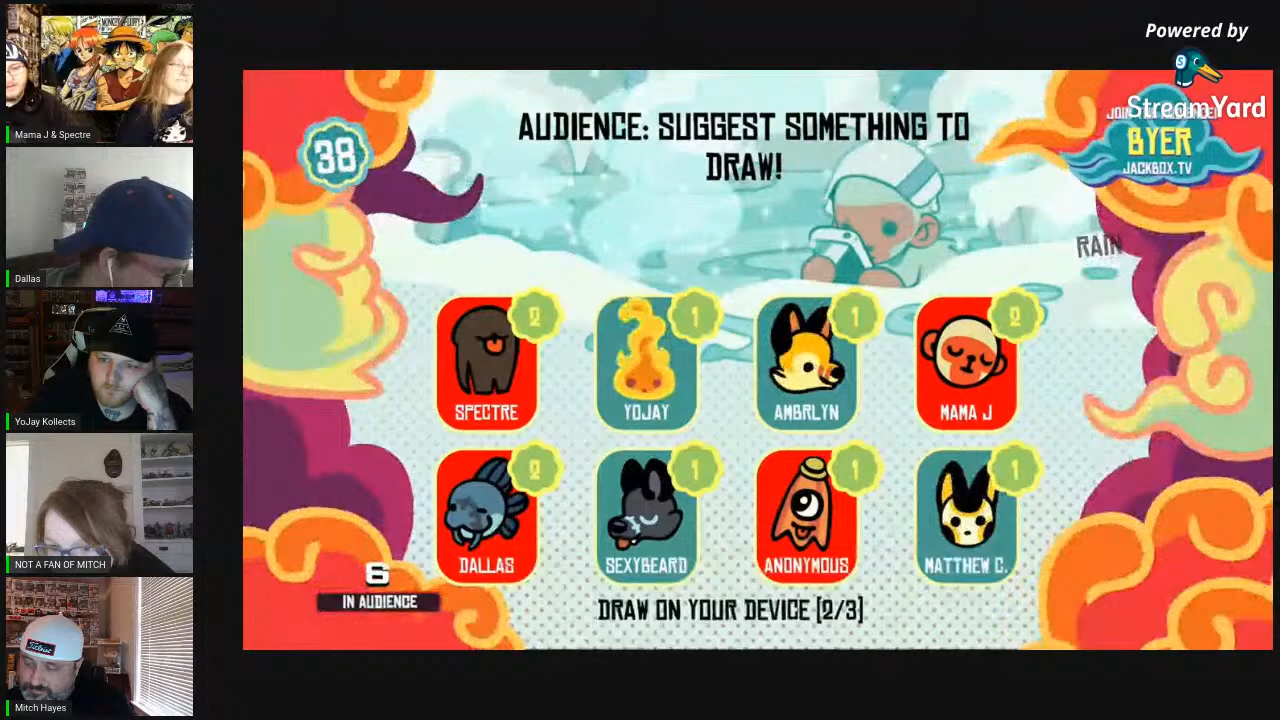 Powered by
StreamYard
Mama J & Spectre
Dallas
YoJay Kollects
NOT A FAN OF MITCH
Mitch Hayes
38
AUDIENCE: SUGGEST SOMETHING TO
DRAW!
BYER
JACKBOX.TV
RAIN
2
1
1
2
SPECTRE
YOJAY
AMBRLYN
MAMA J
2
1
1
1
DALLAS
SEXYBEARD
ANONYMOUS
MATTHEW C.
6
IN AUDIENCE
DRAW ON YOUR DEVICE [2/3]
Titleist